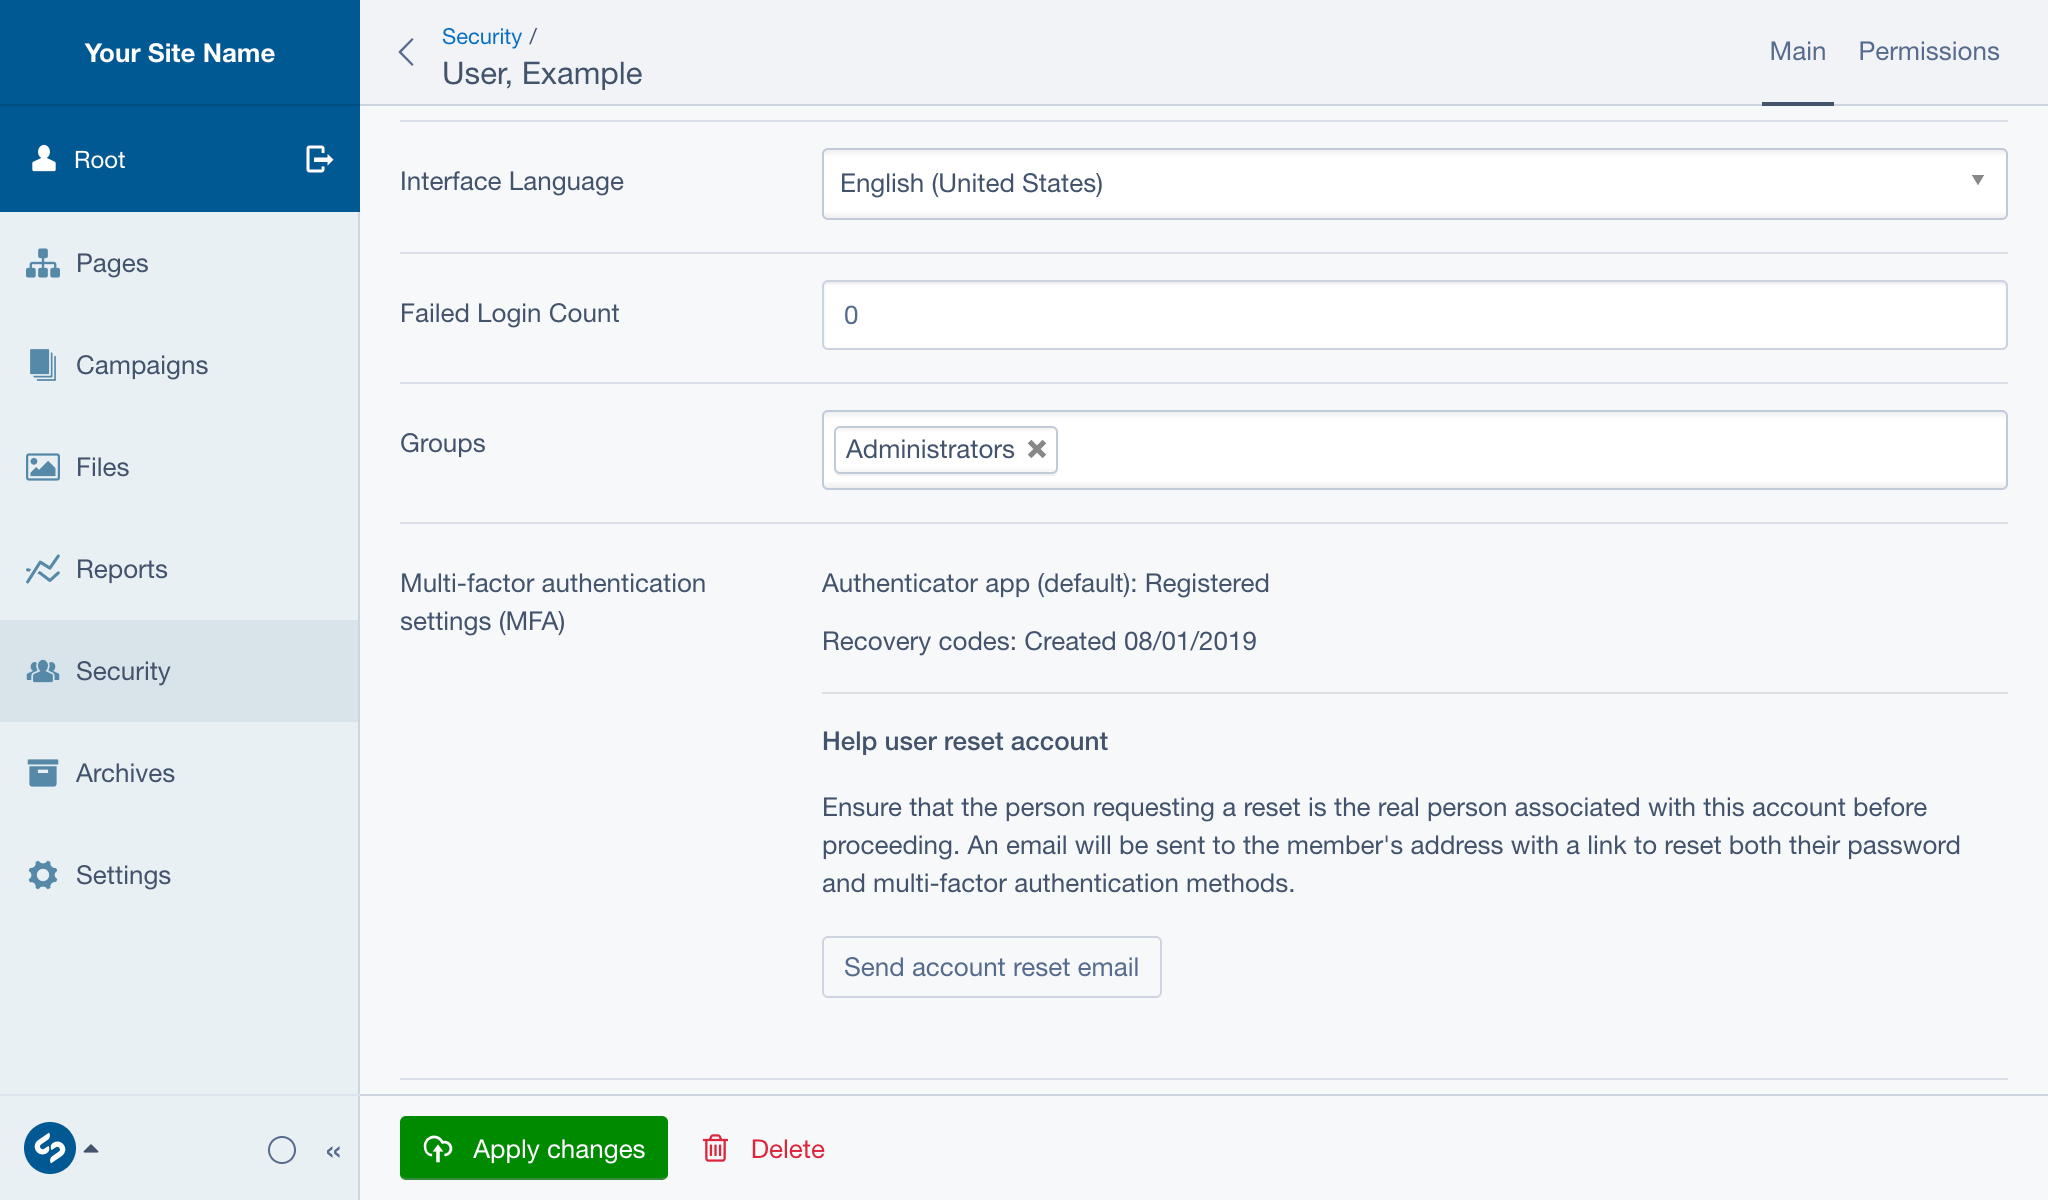 Your Site Name
Root
Pages
Campaigns
Files
Reports
Security
Archives
Settings
«
Security /
User, Example
Main
Permissions
Interface Language
English (United States)
Failed Login Count
0
Groups
Administrators
Multi-factor authentication
settings (MFA)
Authenticator app (default): Registered
Recovery codes: Created 08/01/2019
Help user reset account
Ensure that the person requesting a reset is the real person associated with this account before
proceeding. An email will be sent to the member's address with a link to reset both their password
and multi-factor authentication methods.
Send account reset email
Apply changes
Delete